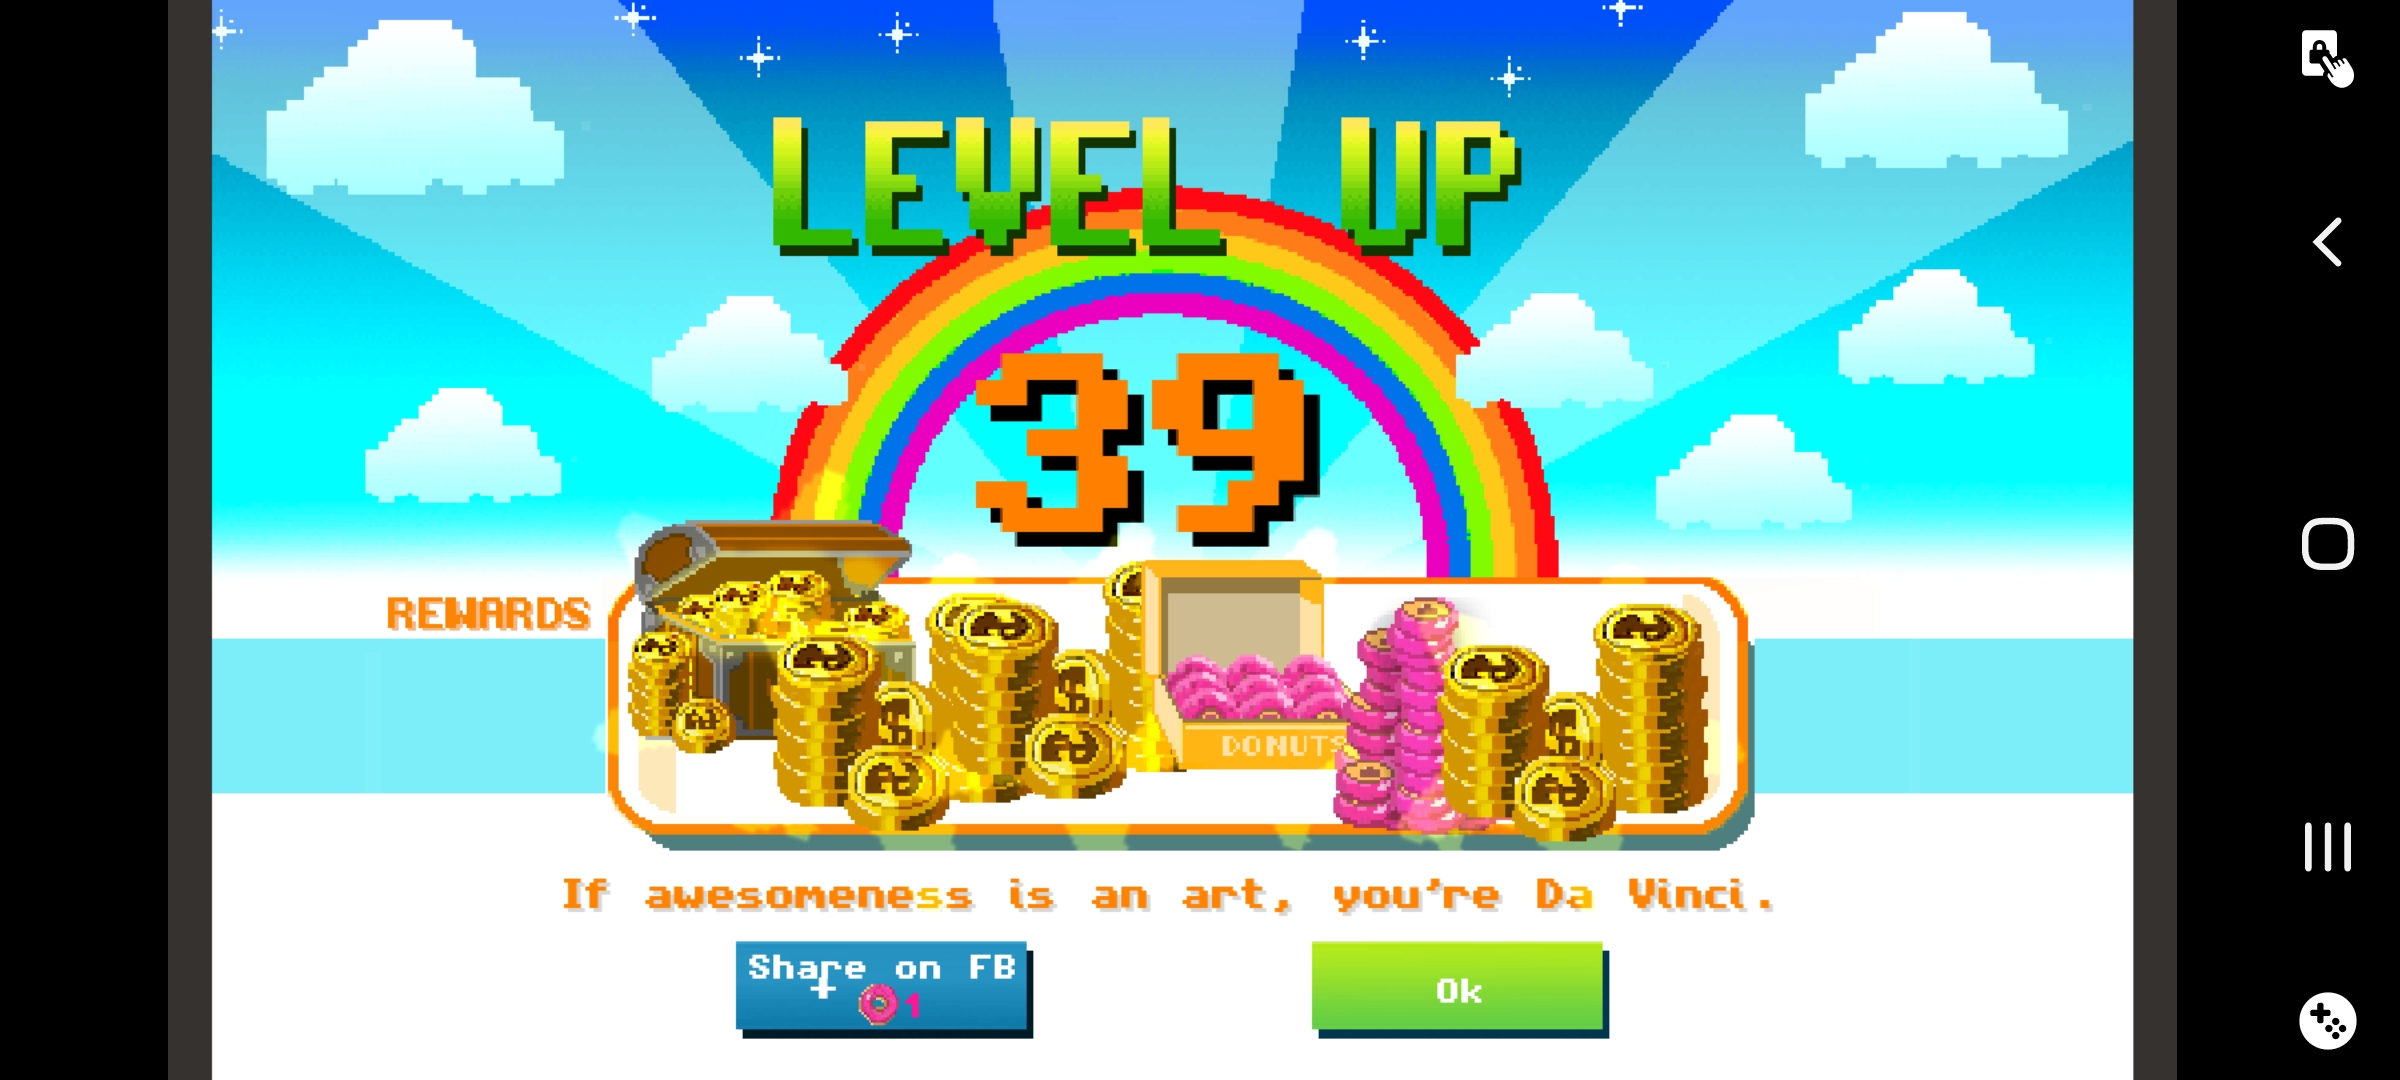 LEVEL UP
39
REWARDS
DONUTS
If awesomeness is an art, you're Da Vinci.
Share on FB
+ 1
Ok